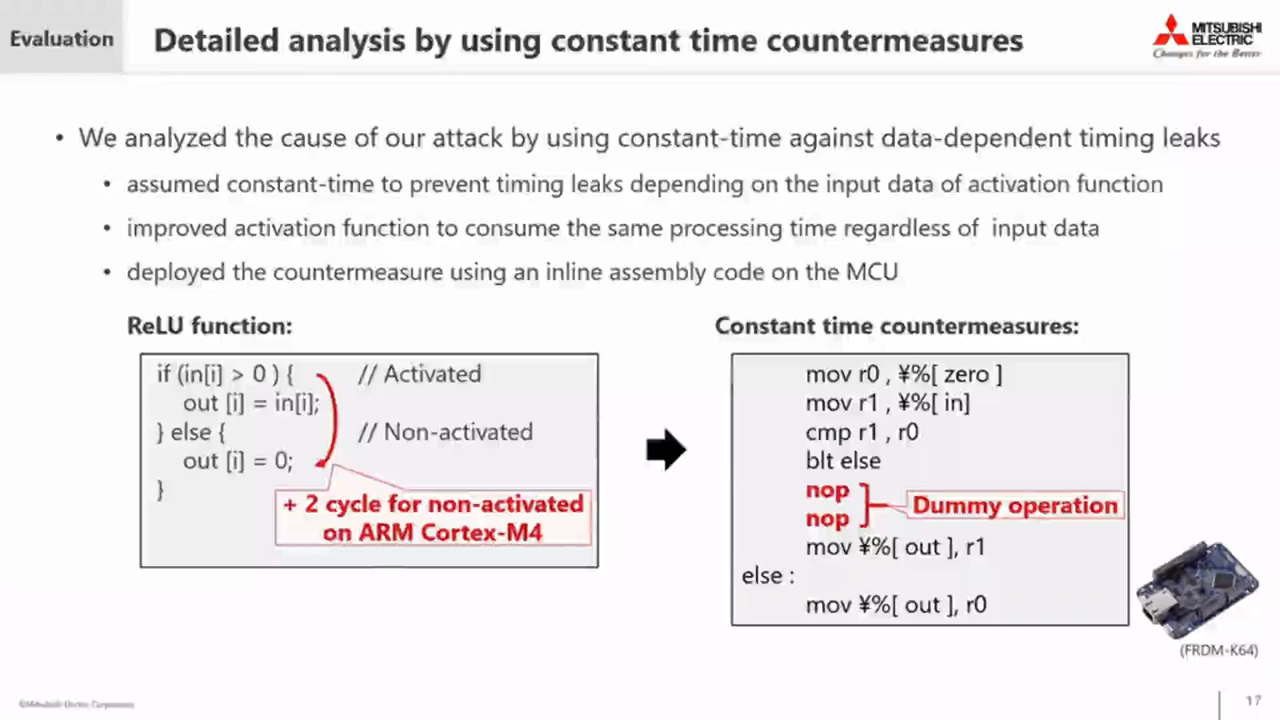 Evaluation
Detailed analysis by using constant time countermeasures
MITSUBISHI
ELECTRIC
Changes for the Better
• We analyzed the cause of our attack by using constant-time against data-dependent timing leaks
• assumed constant-time to prevent timing leaks depending on the input data of activation function
• improved activation function to consume the same processing time regardless of input data
• deployed the countermeasure using an inline assembly code on the MCU
ReLU function:
if (in[i] > 0 ) { // Activated
out [i] = in[i];
} else { // Non-activated
out [i] = 0;
}
+ 2 cycle for non-activated
on ARM Cortex-M4
Constant time countermeasures:
mov r0 , ¥%[ zero ]
mov r1 , ¥%[ in]
cmp r1 , r0
blt else
nop
nop
Dummy operation
mov ¥%[ out ], r1
else :
mov ¥%[ out ], r0
(FRDM-K64)
©Mitsubishi Electric Corporation
17